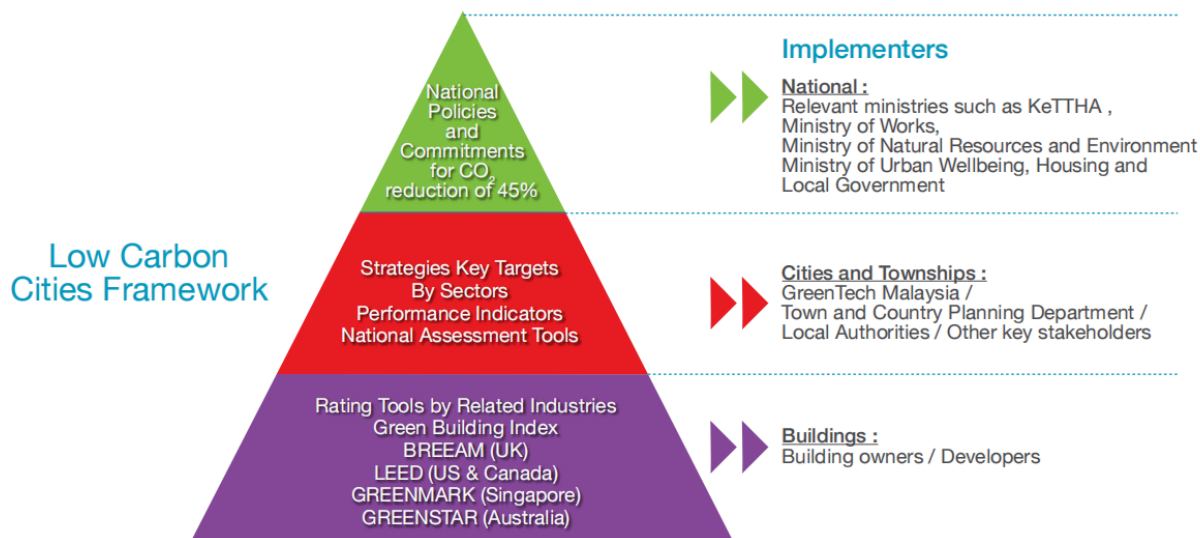 Low Carbon
Cities Framework
National
Policies
and
Commitments
for CO2
reduction of 45%
Strategies Key Targets
By Sectors
Performance Indicators
National Assessment Tools
Rating Tools by Related Industries
Green Building Index
BREEAM (UK)
LEED (US & Canada)
GREENMARK (Singapore)
GREENSTAR (Australia)
Implementers
National :
Relevant ministries such as KeTTHA ,
Ministry of Works,
Ministry of Natural Resources and Environment
Ministry of Urban Wellbeing, Housing and
Local Government
Cities and Townships :
GreenTech Malaysia /
Town and Country Planning Department /
Local Authorities / Other key stakeholders
Buildings :
Building owners / Developers